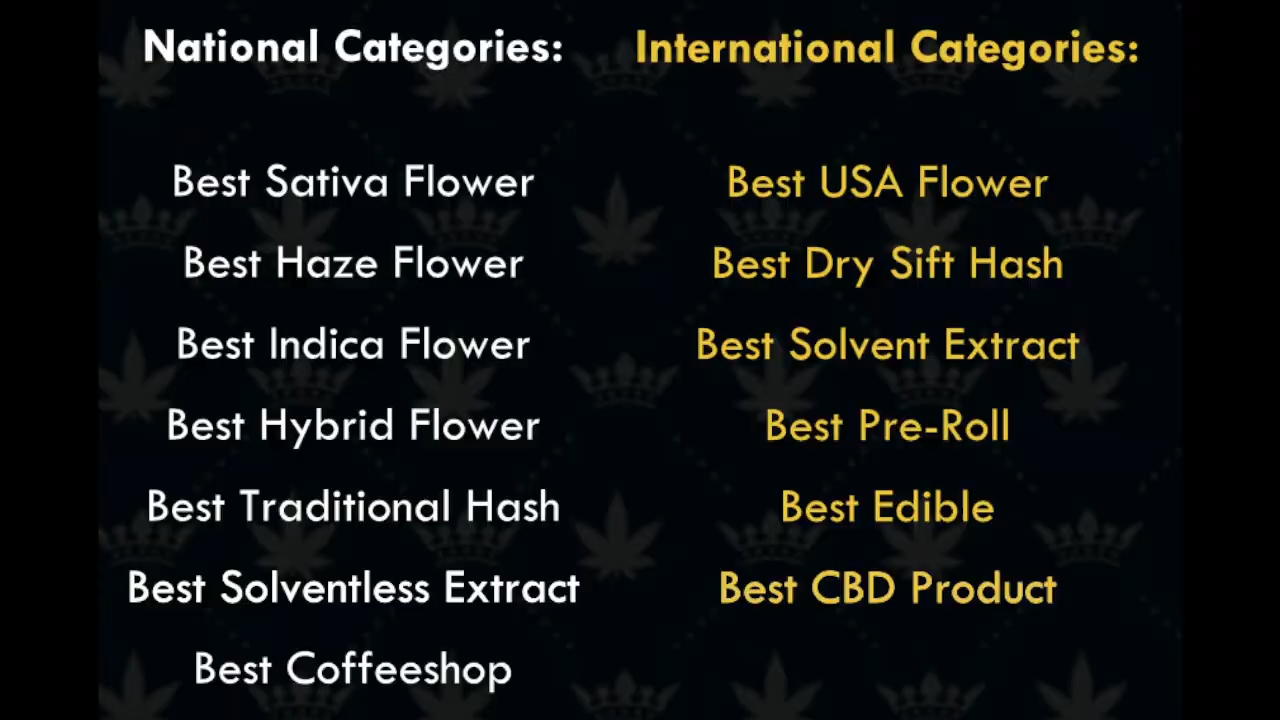 National Categories:
Best Sativa Flower
Best Haze Flower
Best Indica Flower
Best Hybrid Flower
Best Traditional Hash
Best Solventless Extract
Best Coffeeshop
International Categories:
Best USA Flower
Best Dry Sift Hash
Best Solvent Extract
Best Pre-Roll
Best Edible
Best CBD Product